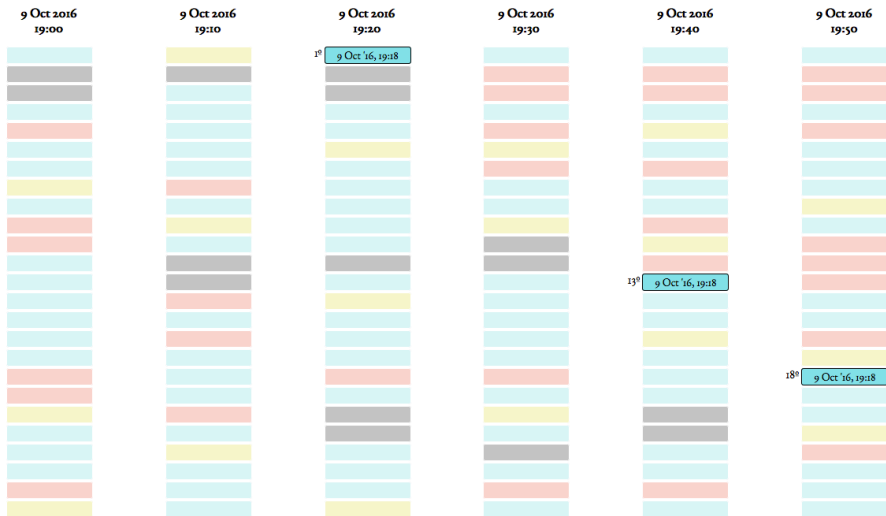 9 Oct 2016
19:00
9 Oct 2016
19:10
9 Oct 2016
19:20
9 Oct 2016
19:30
9 Oct 2016
19:40
9 Oct 2016
19:50
1º 9 Oct '16, 19:18
13º 9 Oct '16, 19:18
18º 9 Oct '16, 19:18